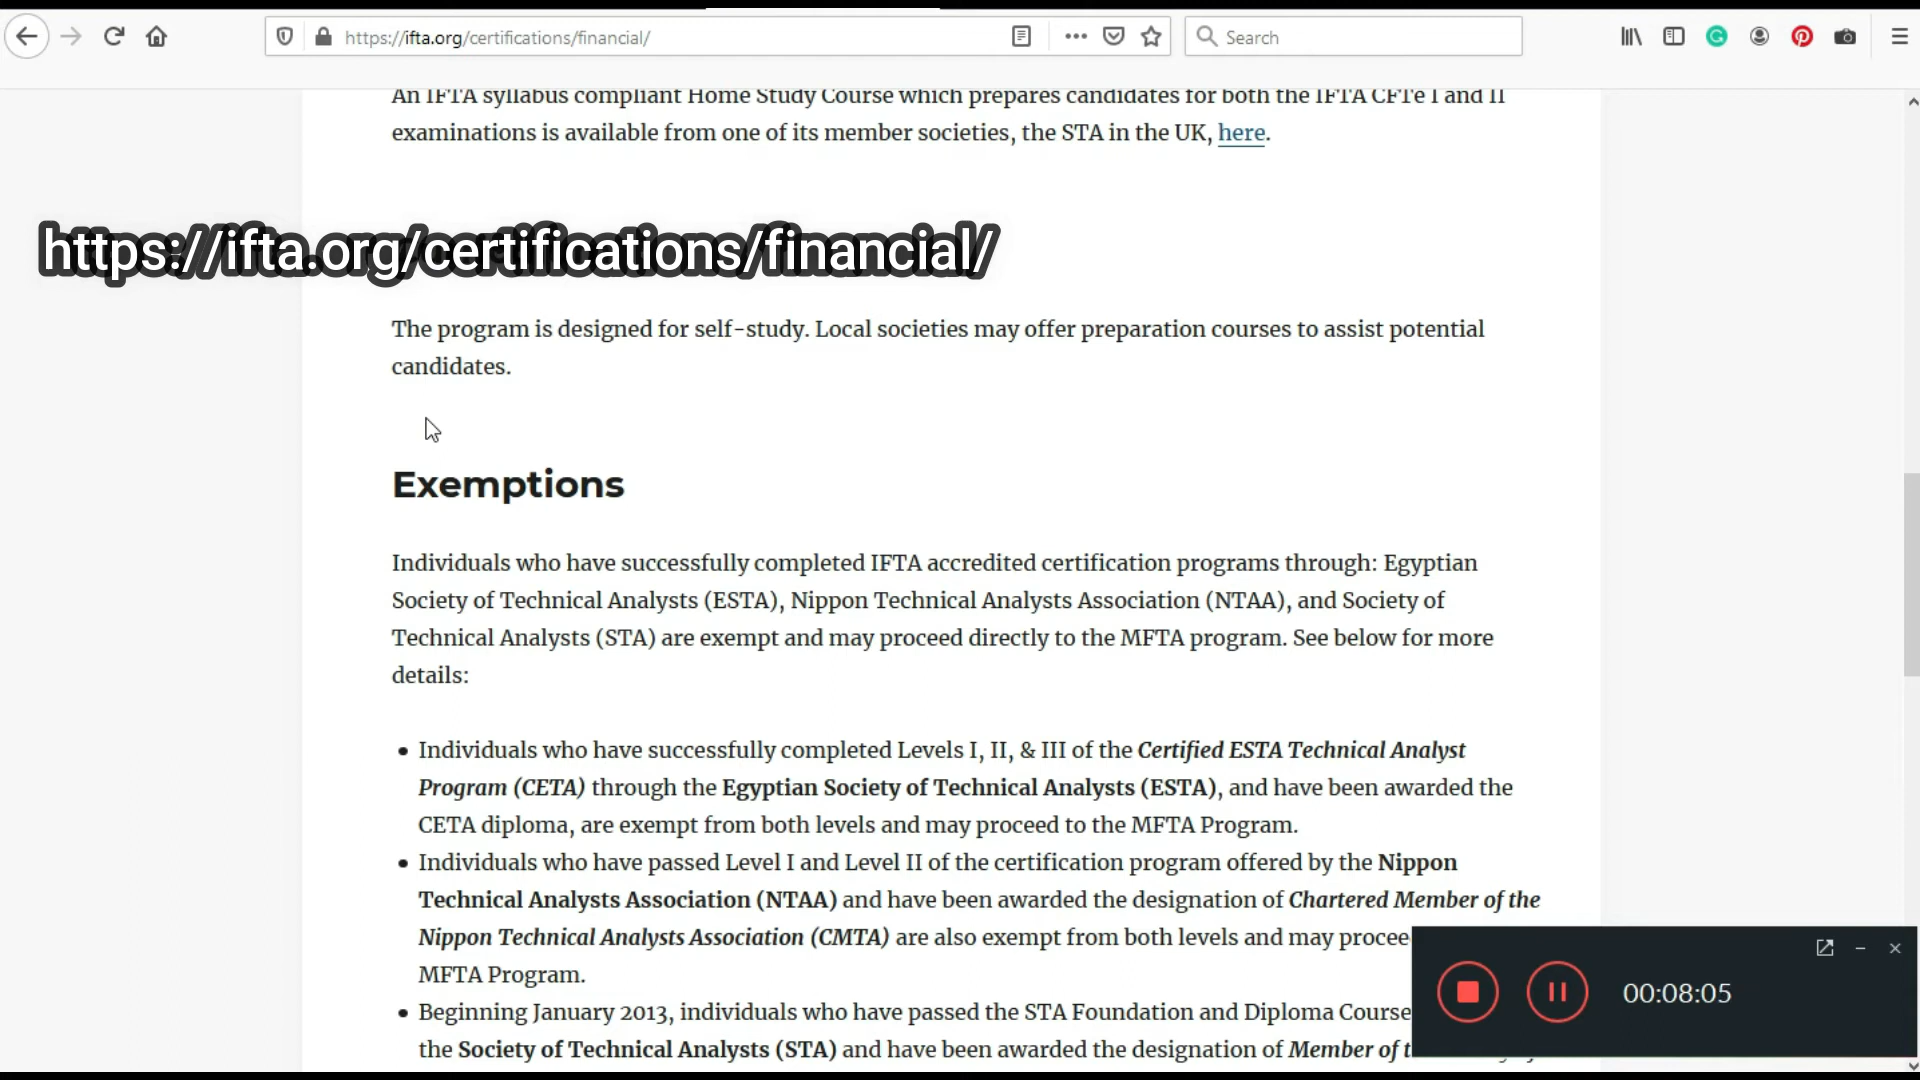 https://ifta.org/certifications/financial/
Search
An IFTA syllabus compliant Home Study Course which prepares candidates for both the IFTA CFTe I and II
examinations is available from one of its member societies, the STA in the UK, here.
https://ifta.org/certifications/financial/
The program is designed for self-study. Local societies may offer preparation courses to assist potential
candidates.
Exemptions
Individuals who have successfully completed IFTA accredited certification programs through: Egyptian
Society of Technical Analysts (ESTA), Nippon Technical Analysts Association (NTAA), and Society of
Technical Analysts (STA) are exempt and may proceed directly to the MFTA program. See below for more
details:
• Individuals who have successfully completed Levels I, II, & III of the Certified ESTA Technical Analyst
Program (CETA) through the Egyptian Society of Technical Analysts (ESTA), and have been awarded the
CETA diploma, are exempt from both levels and may proceed to the MFTA Program.
• Individuals who have passed Level I and Level II of the certification program offered by the Nippon
Technical Analysts Association (NTAA) and have been awarded the designation of Chartered Member of the
Nippon Technical Analysts Association (CMTA) are also exempt from both levels and may procee
MFTA Program.
• Beginning January 2013, individuals who have passed the STA Foundation and Diploma Course
the Society of Technical Analysts (STA) and have been awarded the designation of Member of t
00:08:05